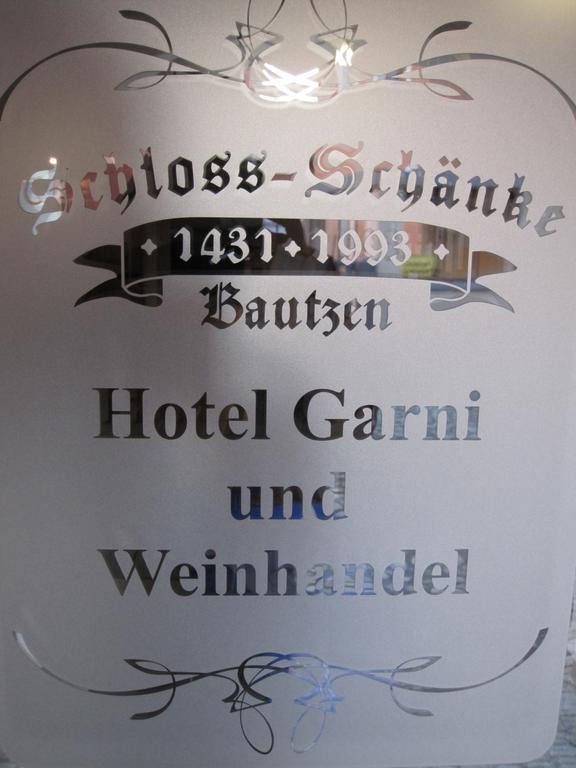 Schloss-Schänke
1431 · 1993
Bautzen
Hotel Garni
und
Weinhandel